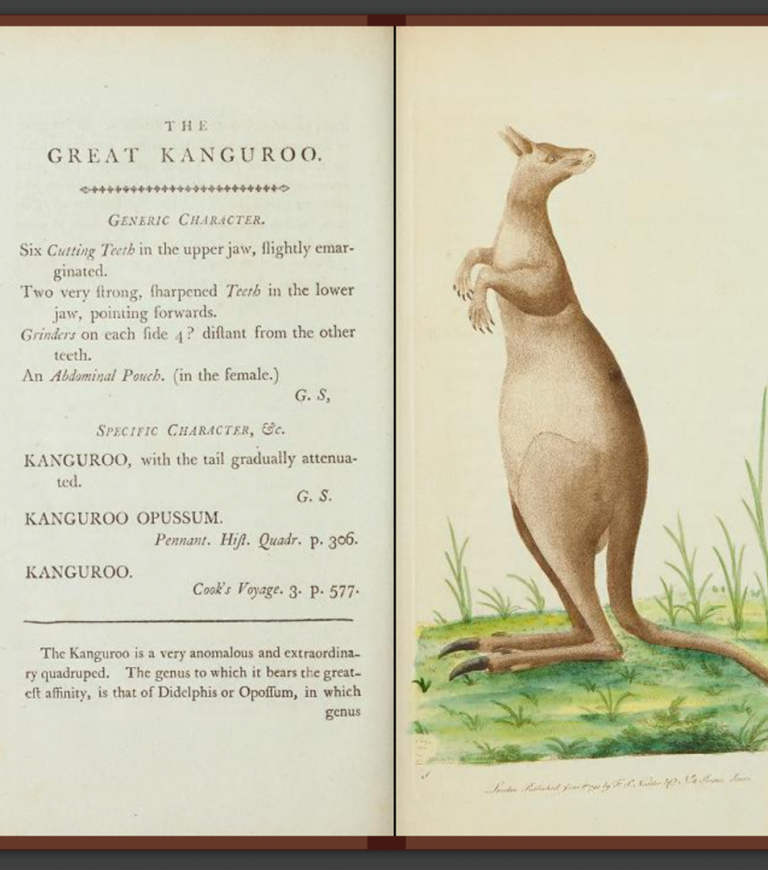 THE
GREAT KANGUROO.
GENERIC CHARACTER.
Six Cutting Teeth in the upper jaw, ſlightly emar-
ginated.
Two very ſtrong, ſharpened Teeth in the lower
jaw, pointing forwards.
Grinders on each ſide 4? diſtant from the other
teeth.
An Abdominal Pouch. (in the female.)
G. S,
SPECIFIC CHARACTER, &c.
KANGUROO, with the tail gradually attenua-
ted.
G. S.
KANGUROO OPUSSUM.
Pennant. Hiſt. Quadr. p. 306.
KANGUROO.
Cook's Voyage. 3. p. 577.
The Kanguroo is a very anomalous and extraordina-
ry quadruped. The genus to which it bears the great-
eſt affinity, is that of Didelphis or Opoſſum, in which
genus
London Published by F. P. Nodder